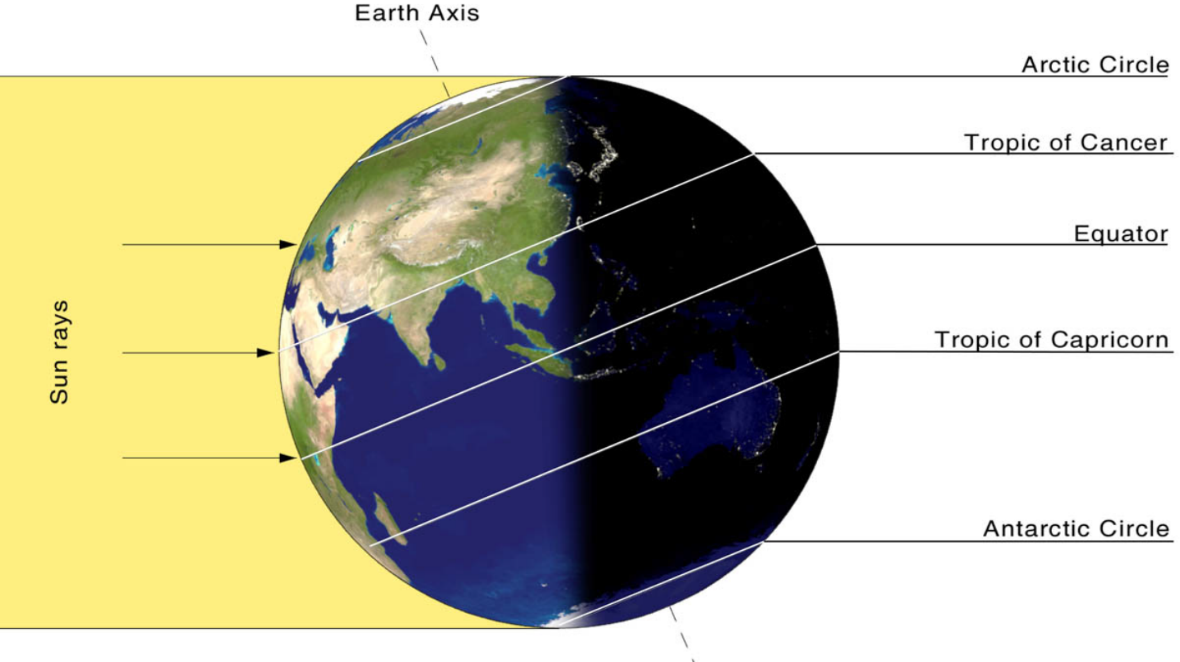 Earth Axis
Arctic Circle
Tropic of Cancer
Equator
Tropic of Capricorn
Sun rays
Antarctic Circle